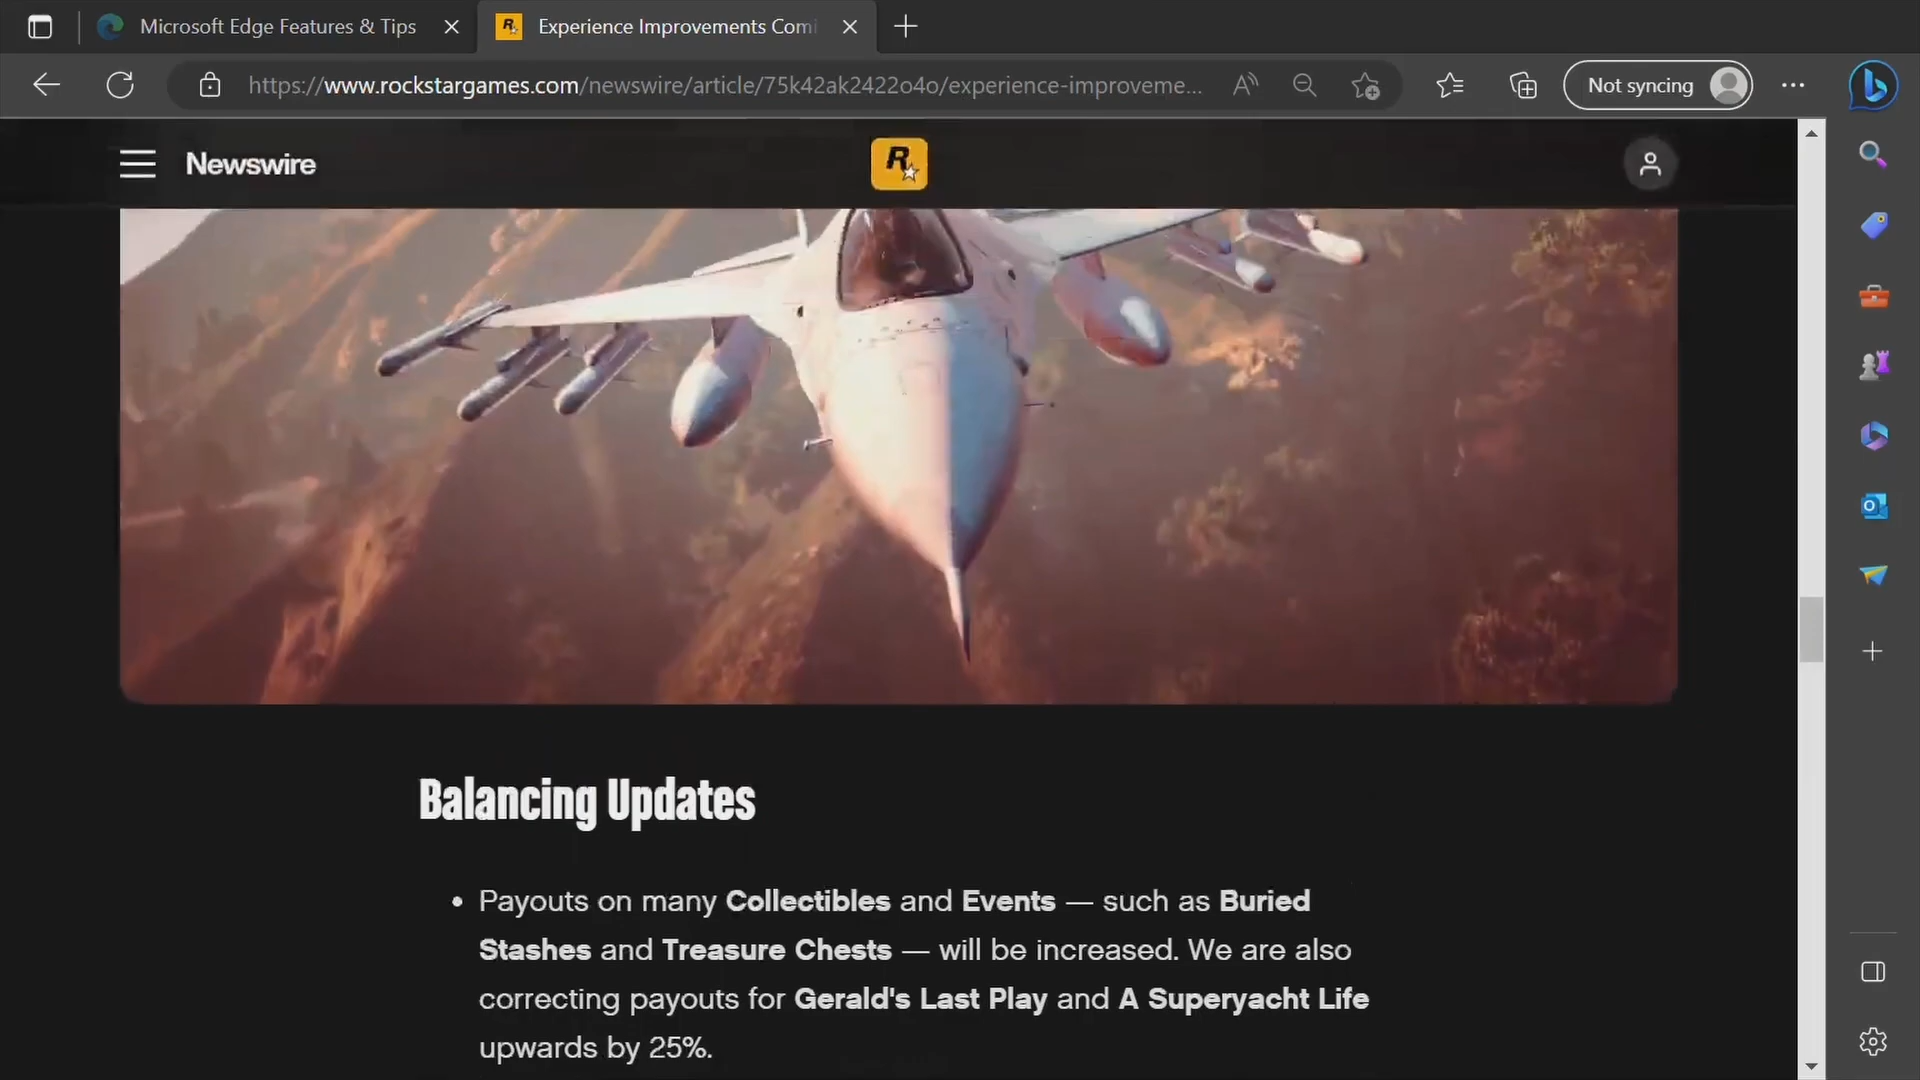 Microsoft Edge Features & Tips
Experience Improvements Comi
https://www.rockstargames.com/newswire/article/75k42ak2422o4o/experience-improveme...
Not syncing
Newswire
R
Balancing Updates
• Payouts on many Collectibles and Events — such as Buried
Stashes and Treasure Chests — will be increased. We are also
correcting payouts for Gerald's Last Play and A Superyacht Life
upwards by 25%.